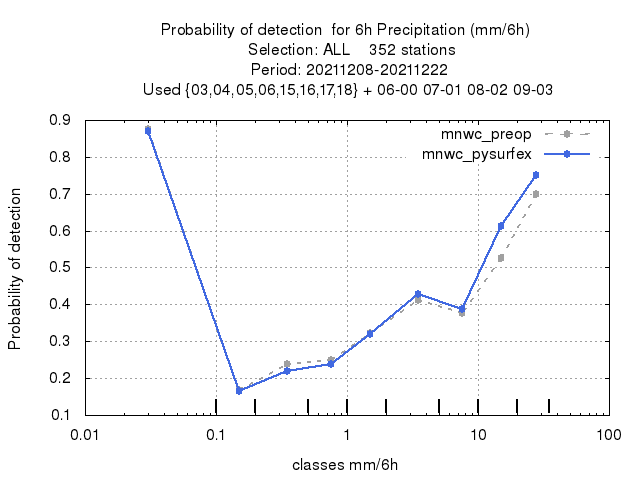 Probability of detection  for 6h Precipitation (mm/6h)
Selection: ALL    352 stations
Period: 20211208-20211222
Used {03,04,05,06,15,16,17,18} + 06-00 07-01 08-02 09-03
mnwc_preop
mnwc_pysurfex
Probability of detection
0.9
0.8
0.7
0.6
0.5
0.4
0.3
0.2
0.1
0.01 0.1 1 10 100
classes mm/6h